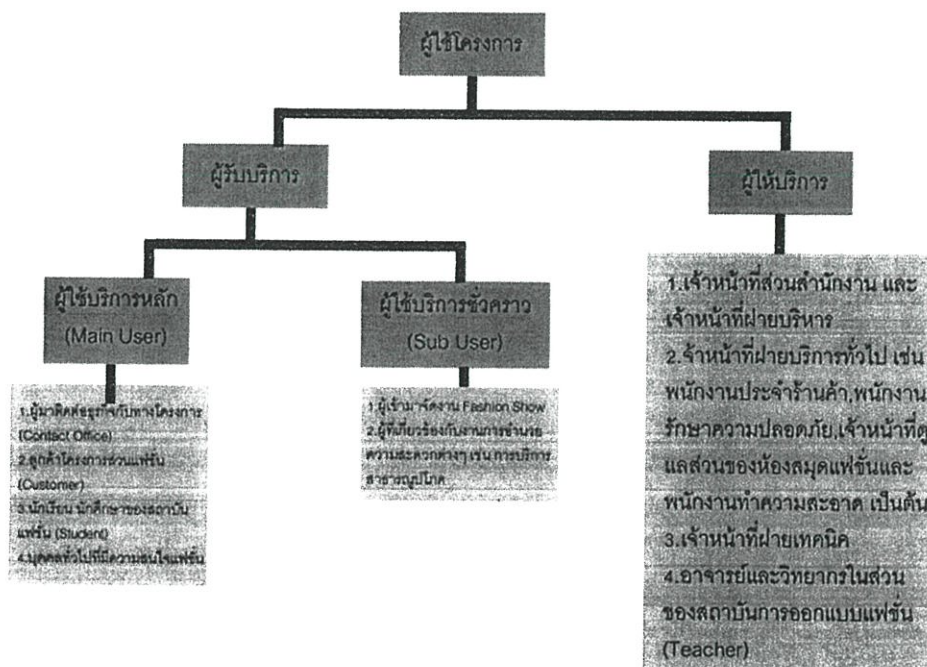 ผู้ใช้โครงการ
ผู้รับบริการ
ผู้ให้บริการ
ผู้ใช้บริการหลัก
(Main User)
ผู้ใช้บริการชั่วคราว
(Sub User)
1.ผู้มาติดต่อธุรกิจกับทางโครงการ
(Contact Office)
2.ลูกค้าโครงการส่วนแฟชั่น
(Customer)
3.นักเรียน นักศึกษาของสถาบัน
แฟชั่น (Student)
4.บุคคลทั่วไปที่มีความสนใจแฟชั่น
1.ผู้เข้ามาจัดงาน Fashion Show
2.ผู้ที่เกี่ยวข้องกับงานการอำนวย
ความสะดวกต่างๆ เช่น การบริการ
สาธารณูปโภค
1.เจ้าหน้าที่ส่วนสำนักงาน และ
เจ้าหน้าที่ฝ่ายบริหาร
2.จ้าหน้าที่ฝ่ายบริการทั่วไป เช่น
พนักงานประจำร้านค้า,พนักงาน
รักษาความปลอดภัย,เจ้าหน้าที่ดู
แลส่วนของห้องสมุดแฟชั่นและ
พนักงานทำความสะอาด เป็นต้น
3.เจ้าหน้าที่ฝ่ายเทคนิค
4.อาจารย์และวิทยากรในส่วน
ของสถาบันการออกแบบแฟชั่น
(Teacher)